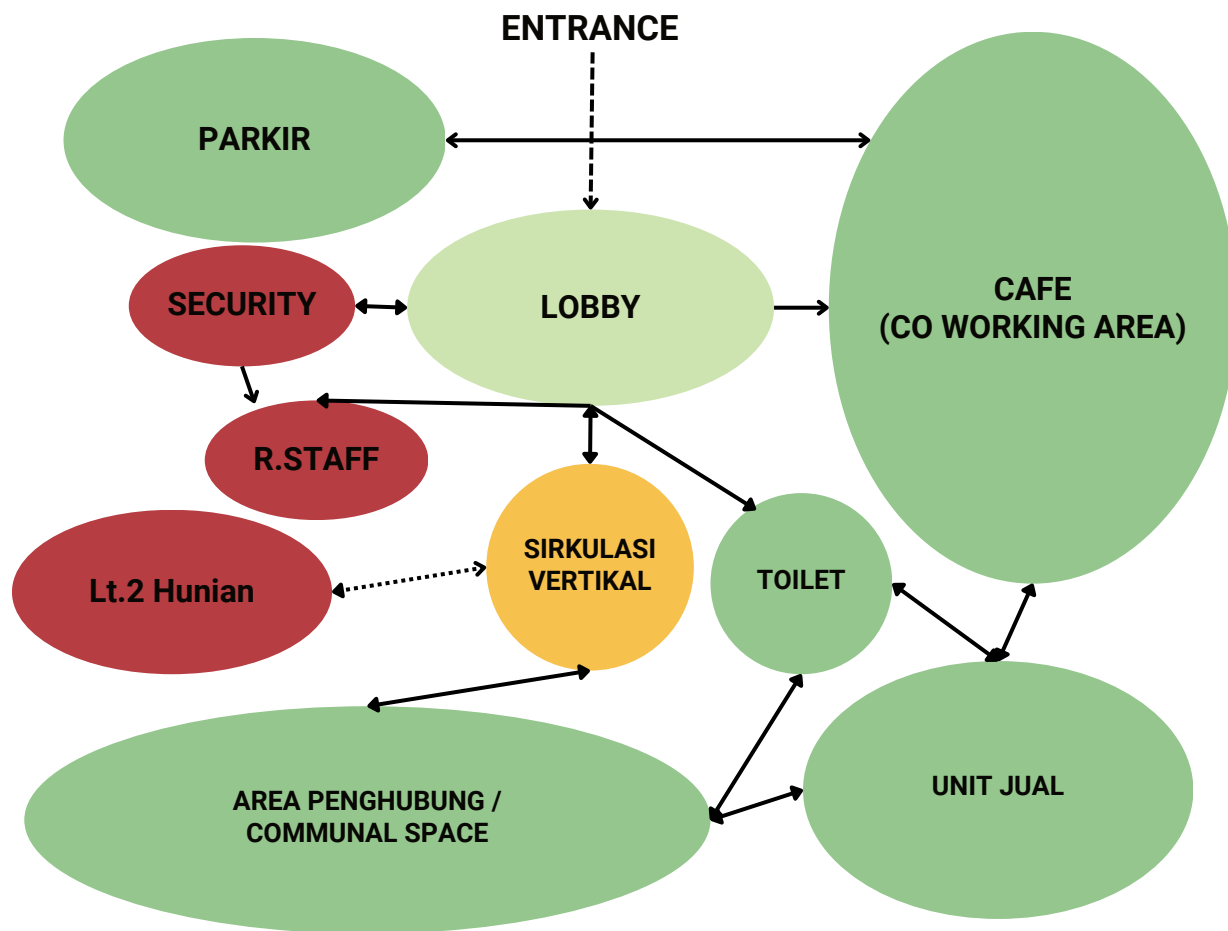 ENTRANCE
PARKIR
SECURITY
LOBBY
CAFE
(CO WORKING AREA)
R.STAFF
Lt.2 Hunian
SIRKULASI
VERTIKAL
TOILET
AREA PENGHUBUNG /
COMMUNAL SPACE
UNIT JUAL